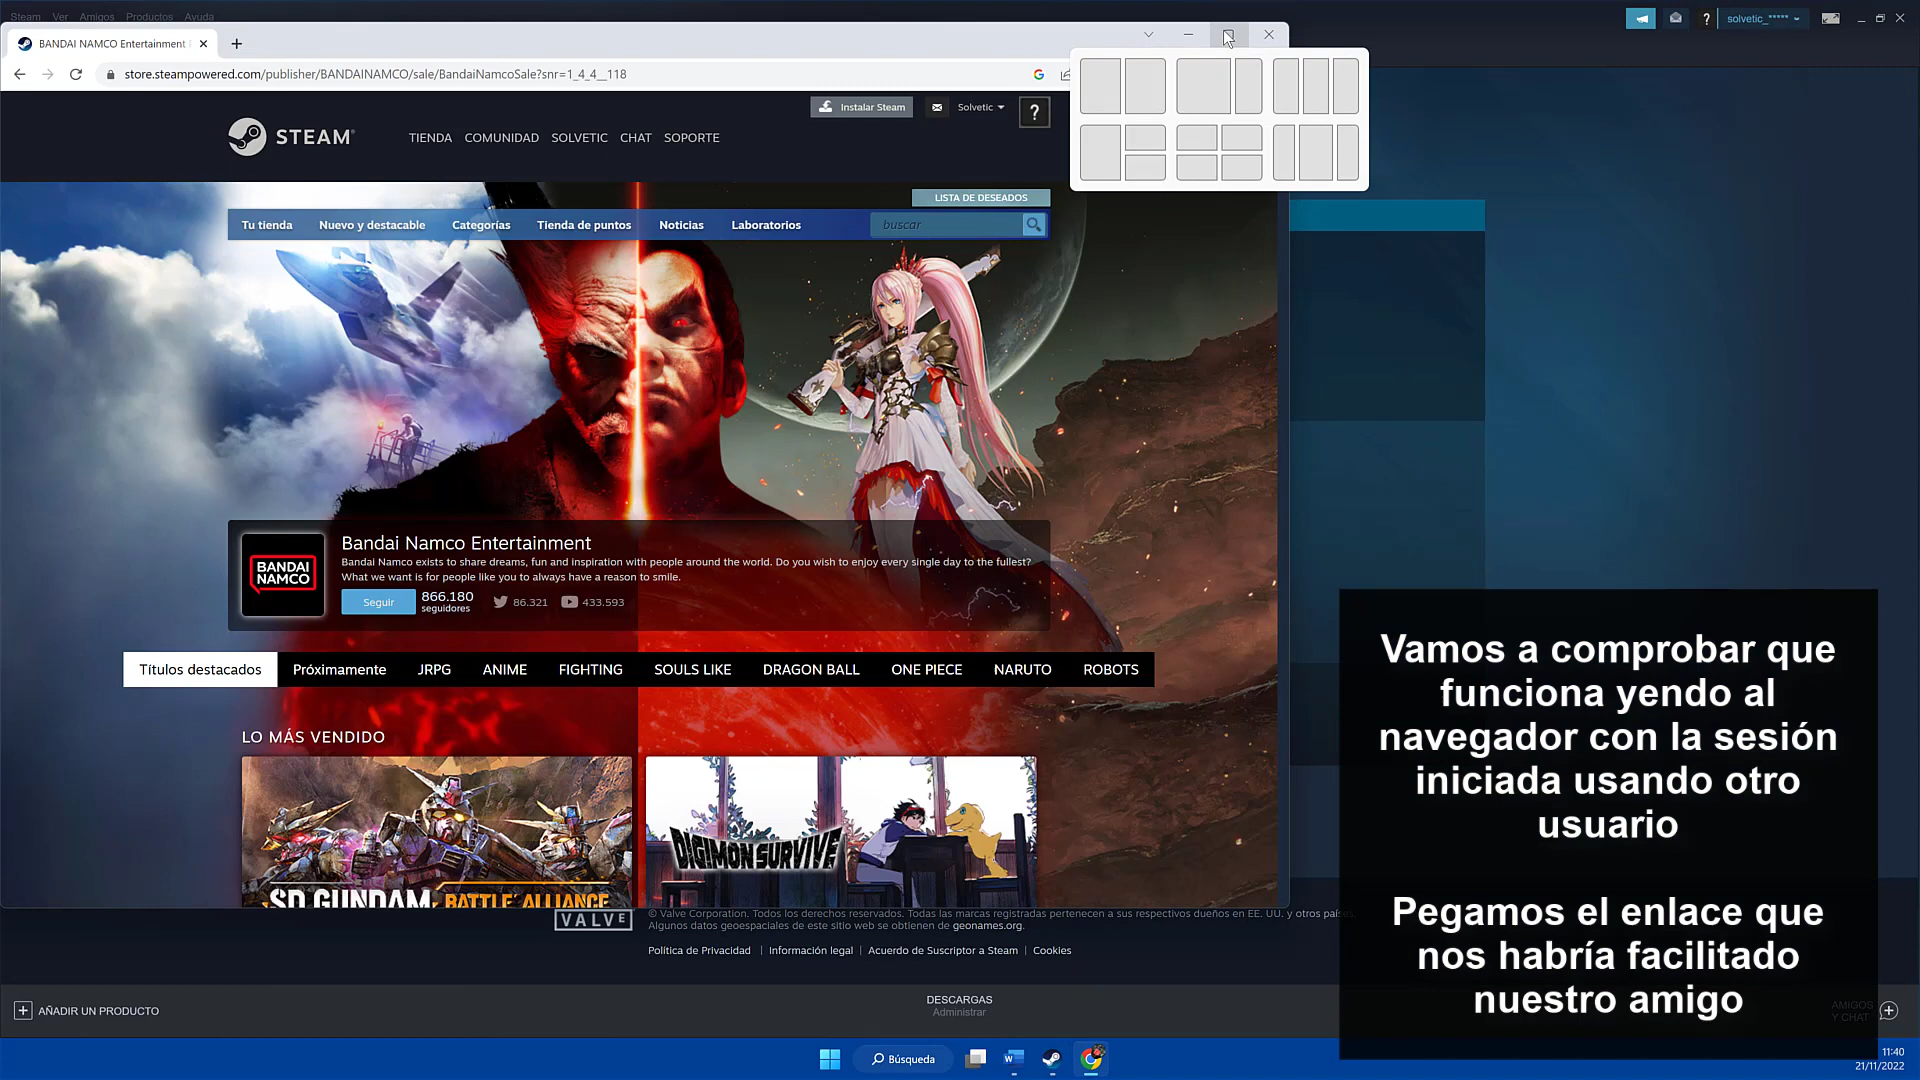 Steam Ver Amigos Productos Ayuda
solvetic_*****
BANDAI NAMCO Entertainment
store.steampowered.com/publisher/BANDAINAMCO/sale/BandaiNamcoSale?snr=1_4_4__118
Instalar Steam
Solvetic
?
STEAM
TIENDA COMUNIDAD SOLVETIC CHAT SOPORTE
LISTA DE DESEADOS
Tu tienda Nuevo y destacable Categorías Tienda de puntos Noticias Laboratorios
buscar
BANDAI
NAMCO
Bandai Namco Entertainment
Bandai Namco exists to share dreams, fun and inspiration with people around the world. Do you wish to enjoy every single day to the fullest?
What we want is for people like you to always have a reason to smile.
Seguir
866.180
seguidores
86.321
433.593
Títulos destacados Próximamente JRPG ANIME FIGHTING SOULS LIKE DRAGON BALL ONE PIECE NARUTO ROBOTS
LO MÁS VENDIDO
SD GUNDAM BATTLE ALLIANCE
DIGIMON SURVIVE
VALVE
© Valve Corporation. Todos los derechos reservados. Todas las marcas registradas pertenecen a sus respectivos dueños en EE. UU. y otros países.
Algunos datos geoespaciales de este sitio web se obtienen de geonames.org.
Política de Privacidad | Información legal | Acuerdo de Suscriptor a Steam | Cookies
Vamos a comprobar que
funciona yendo al
navegador con la sesión
iniciada usando otro
usuario
Pegamos el enlace que
nos habría facilitado
nuestro amigo
AÑADIR UN PRODUCTO
DESCARGAS
Administrar
AMIGOS
Y CHAT
Búsqueda
11:40
21/11/2022